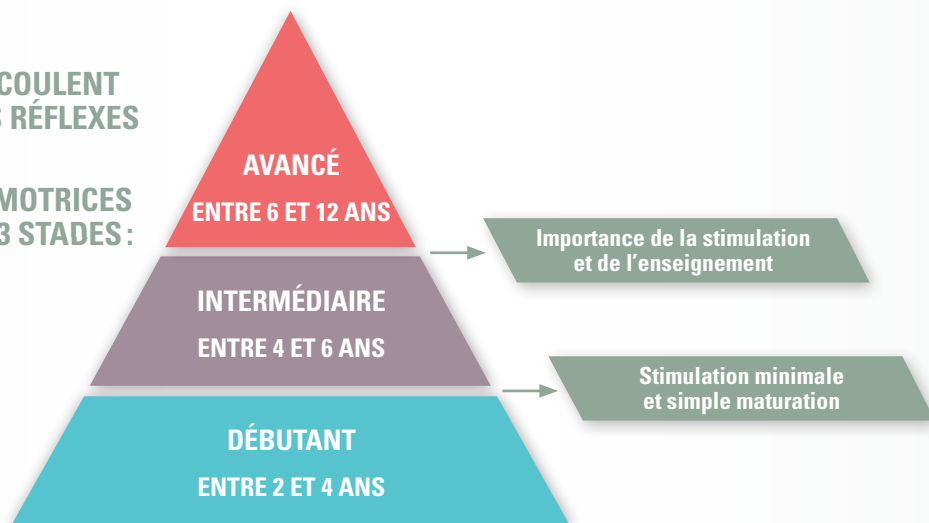 COULENT
RÉFLEXES
MOTRICES
3 STADES :
AVANCÉ
ENTRE 6 ET 12 ANS
Importance de la stimulation
et de l'enseignement
INTERMÉDIAIRE
ENTRE 4 ET 6 ANS
Stimulation minimale
et simple maturation
DÉBUTANT
ENTRE 2 ET 4 ANS